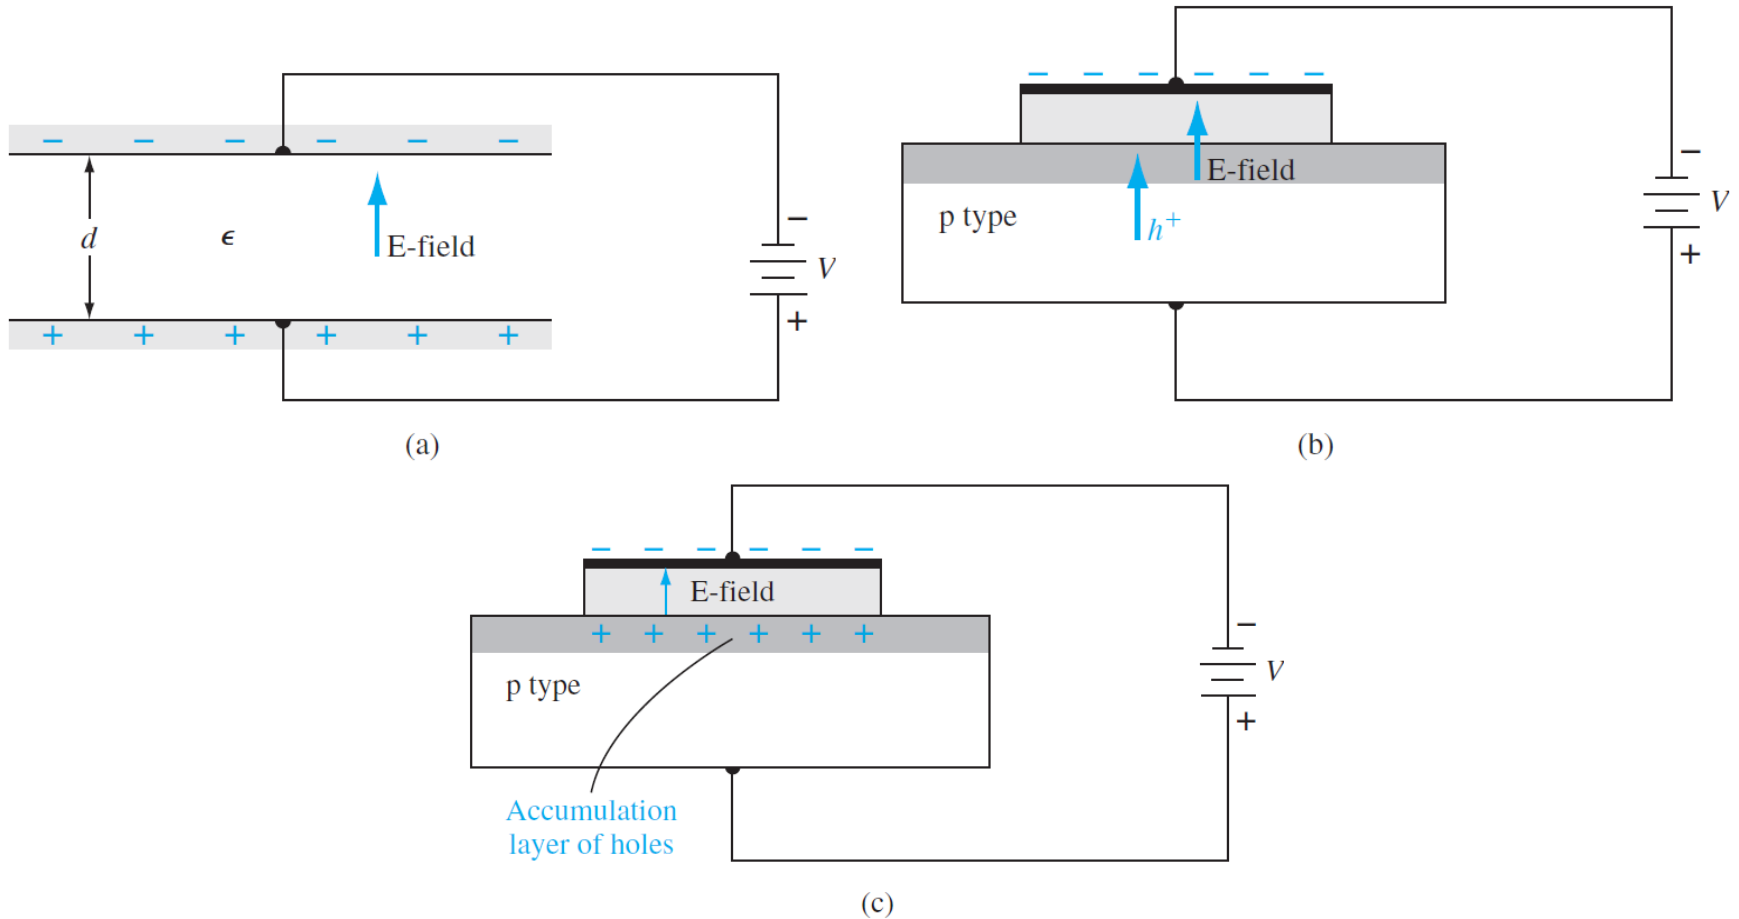 d
ϵ
E-field
−
V
+
(a)
E-field
p type
h⁺
−
V
+
(b)
E-field
p type
−
V
+
Accumulation
layer of holes
(c)